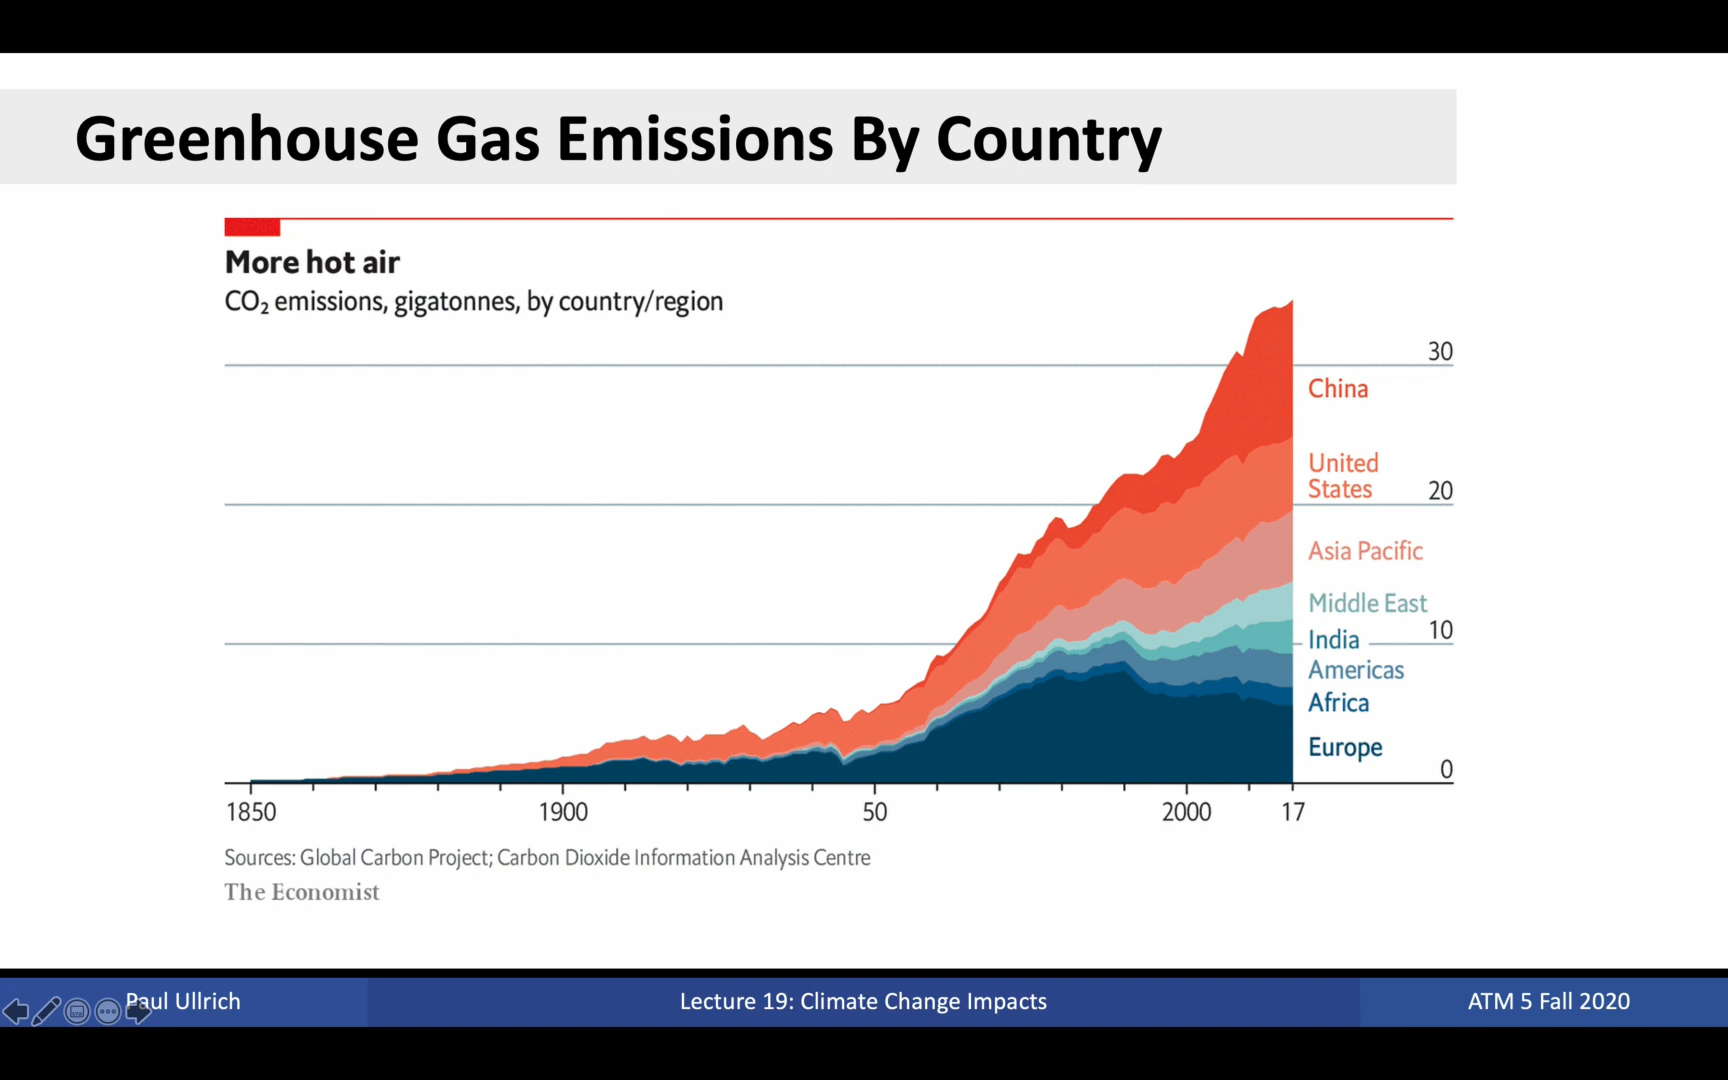 Greenhouse Gas Emissions By Country
More hot air
CO₂ emissions, gigatonnes, by country/region
30
China
United
States
20
Asia Pacific
Middle East
10
India
Americas
Africa
Europe
0
1850
1900
50
2000
17
Sources: Global Carbon Project; Carbon Dioxide Information Analysis Centre
The Economist
Paul Ullrich
Lecture 19: Climate Change Impacts
ATM 5 Fall 2020